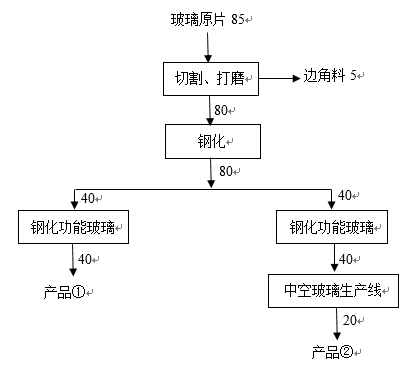 玻璃原片 85
切割、打磨
边角料 5
80
钢化
80
40
40
钢化功能玻璃
钢化功能玻璃
40
40
产品①
中空玻璃生产线
20
产品②